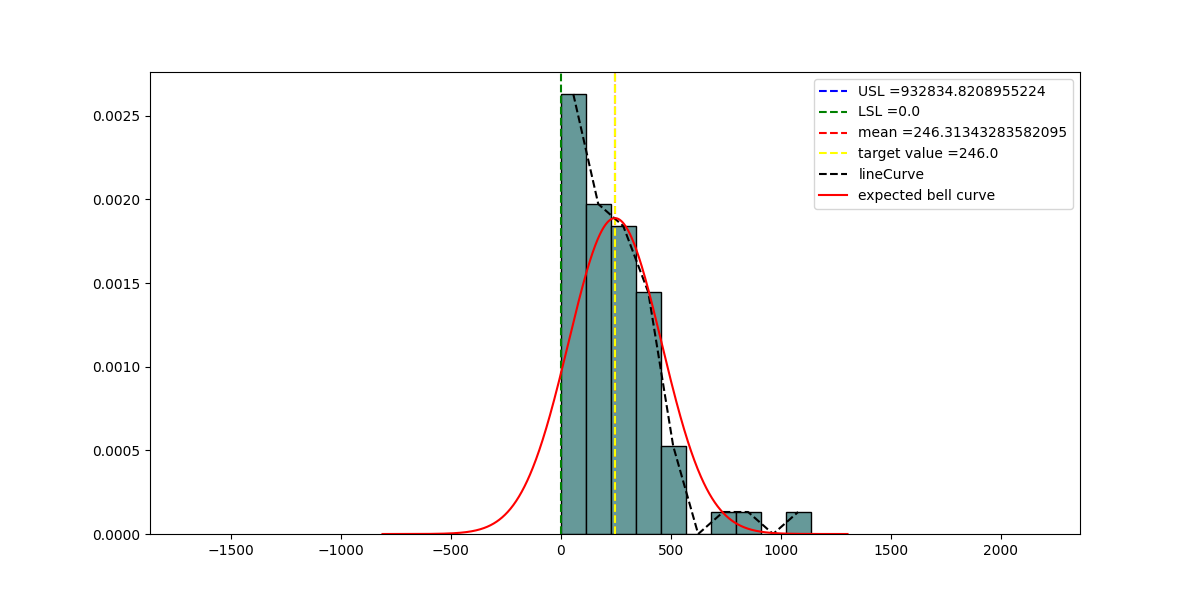 USL =932834.8208955224
LSL =0.0
mean =246.31343283582095
target value =246.0
lineCurve
expected bell curve
0.0025
0.0020
0.0015
0.0010
0.0005
0.0000
−1500 −1000 −500 0 500 1000 1500 2000